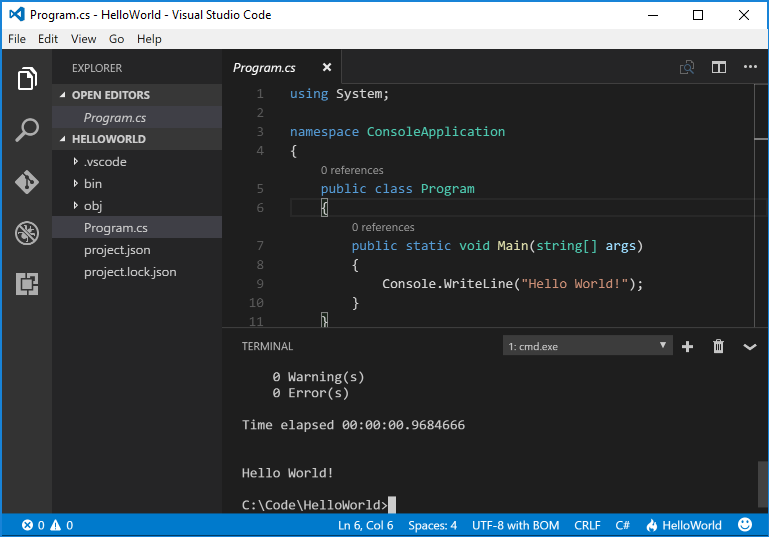 Program.cs - HelloWorld - Visual Studio Code
File Edit View Go Help
EXPLORER
OPEN EDITORS
Program.cs
HELLOWORLD
.vscode
bin
obj
Program.cs
project.json
project.lock.json
Program.cs
1 using System;
2
3 namespace ConsoleApplication
4 {
0 references
5 public class Program
6 {
0 references
7 public static void Main(string[] args)
8 {
9 Console.WriteLine("Hello World!");
10 }
11 }
TERMINAL
1: cmd.exe
0 Warning(s)
0 Error(s)
Time elapsed 00:00:00.9684666
Hello World!
C:\Code\HelloWorld>
0 0 Ln 6, Col 6 Spaces: 4 UTF-8 with BOM CRLF C# HelloWorld